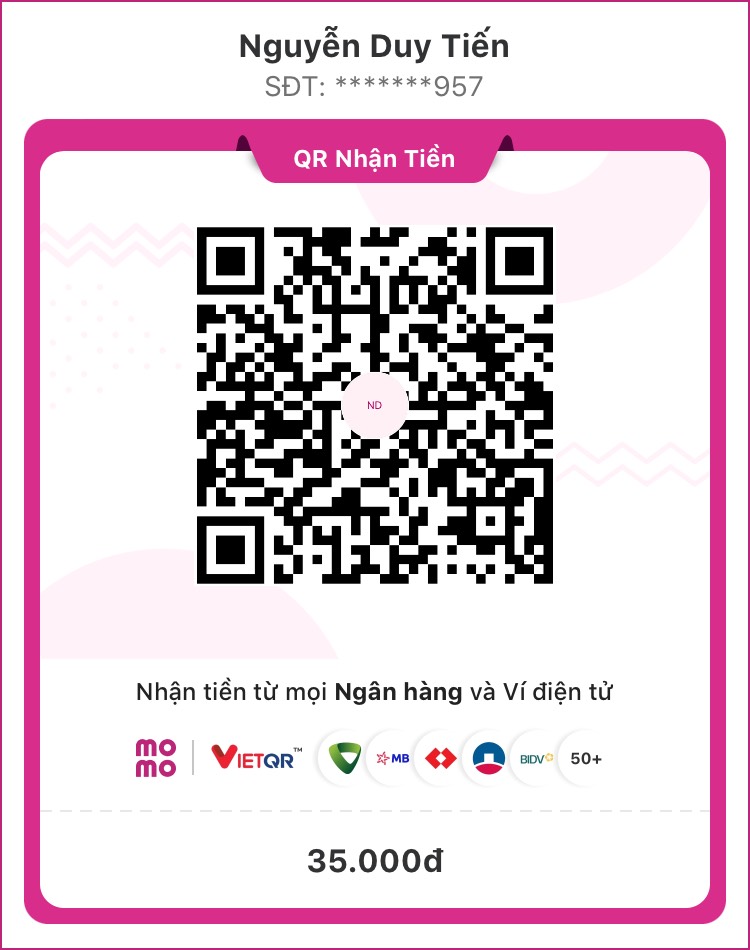 Nguyễn Duy Tiến
SĐT: *******957
QR Nhận Tiền
ND
Nhận tiền từ mọi Ngân hàng và Ví điện tử
mo
mo
VIETQR™
MB
BIDV
50+
35.000đ